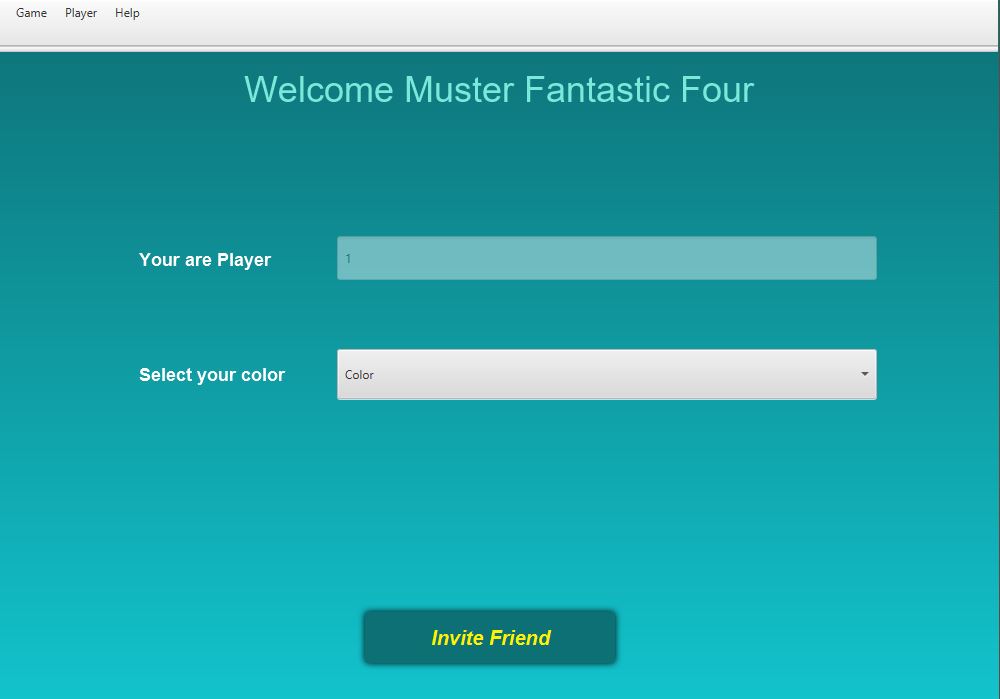 Game Player Help
Welcome Muster Fantastic Four
Your are Player
1
Select your color
Color
Invite Friend